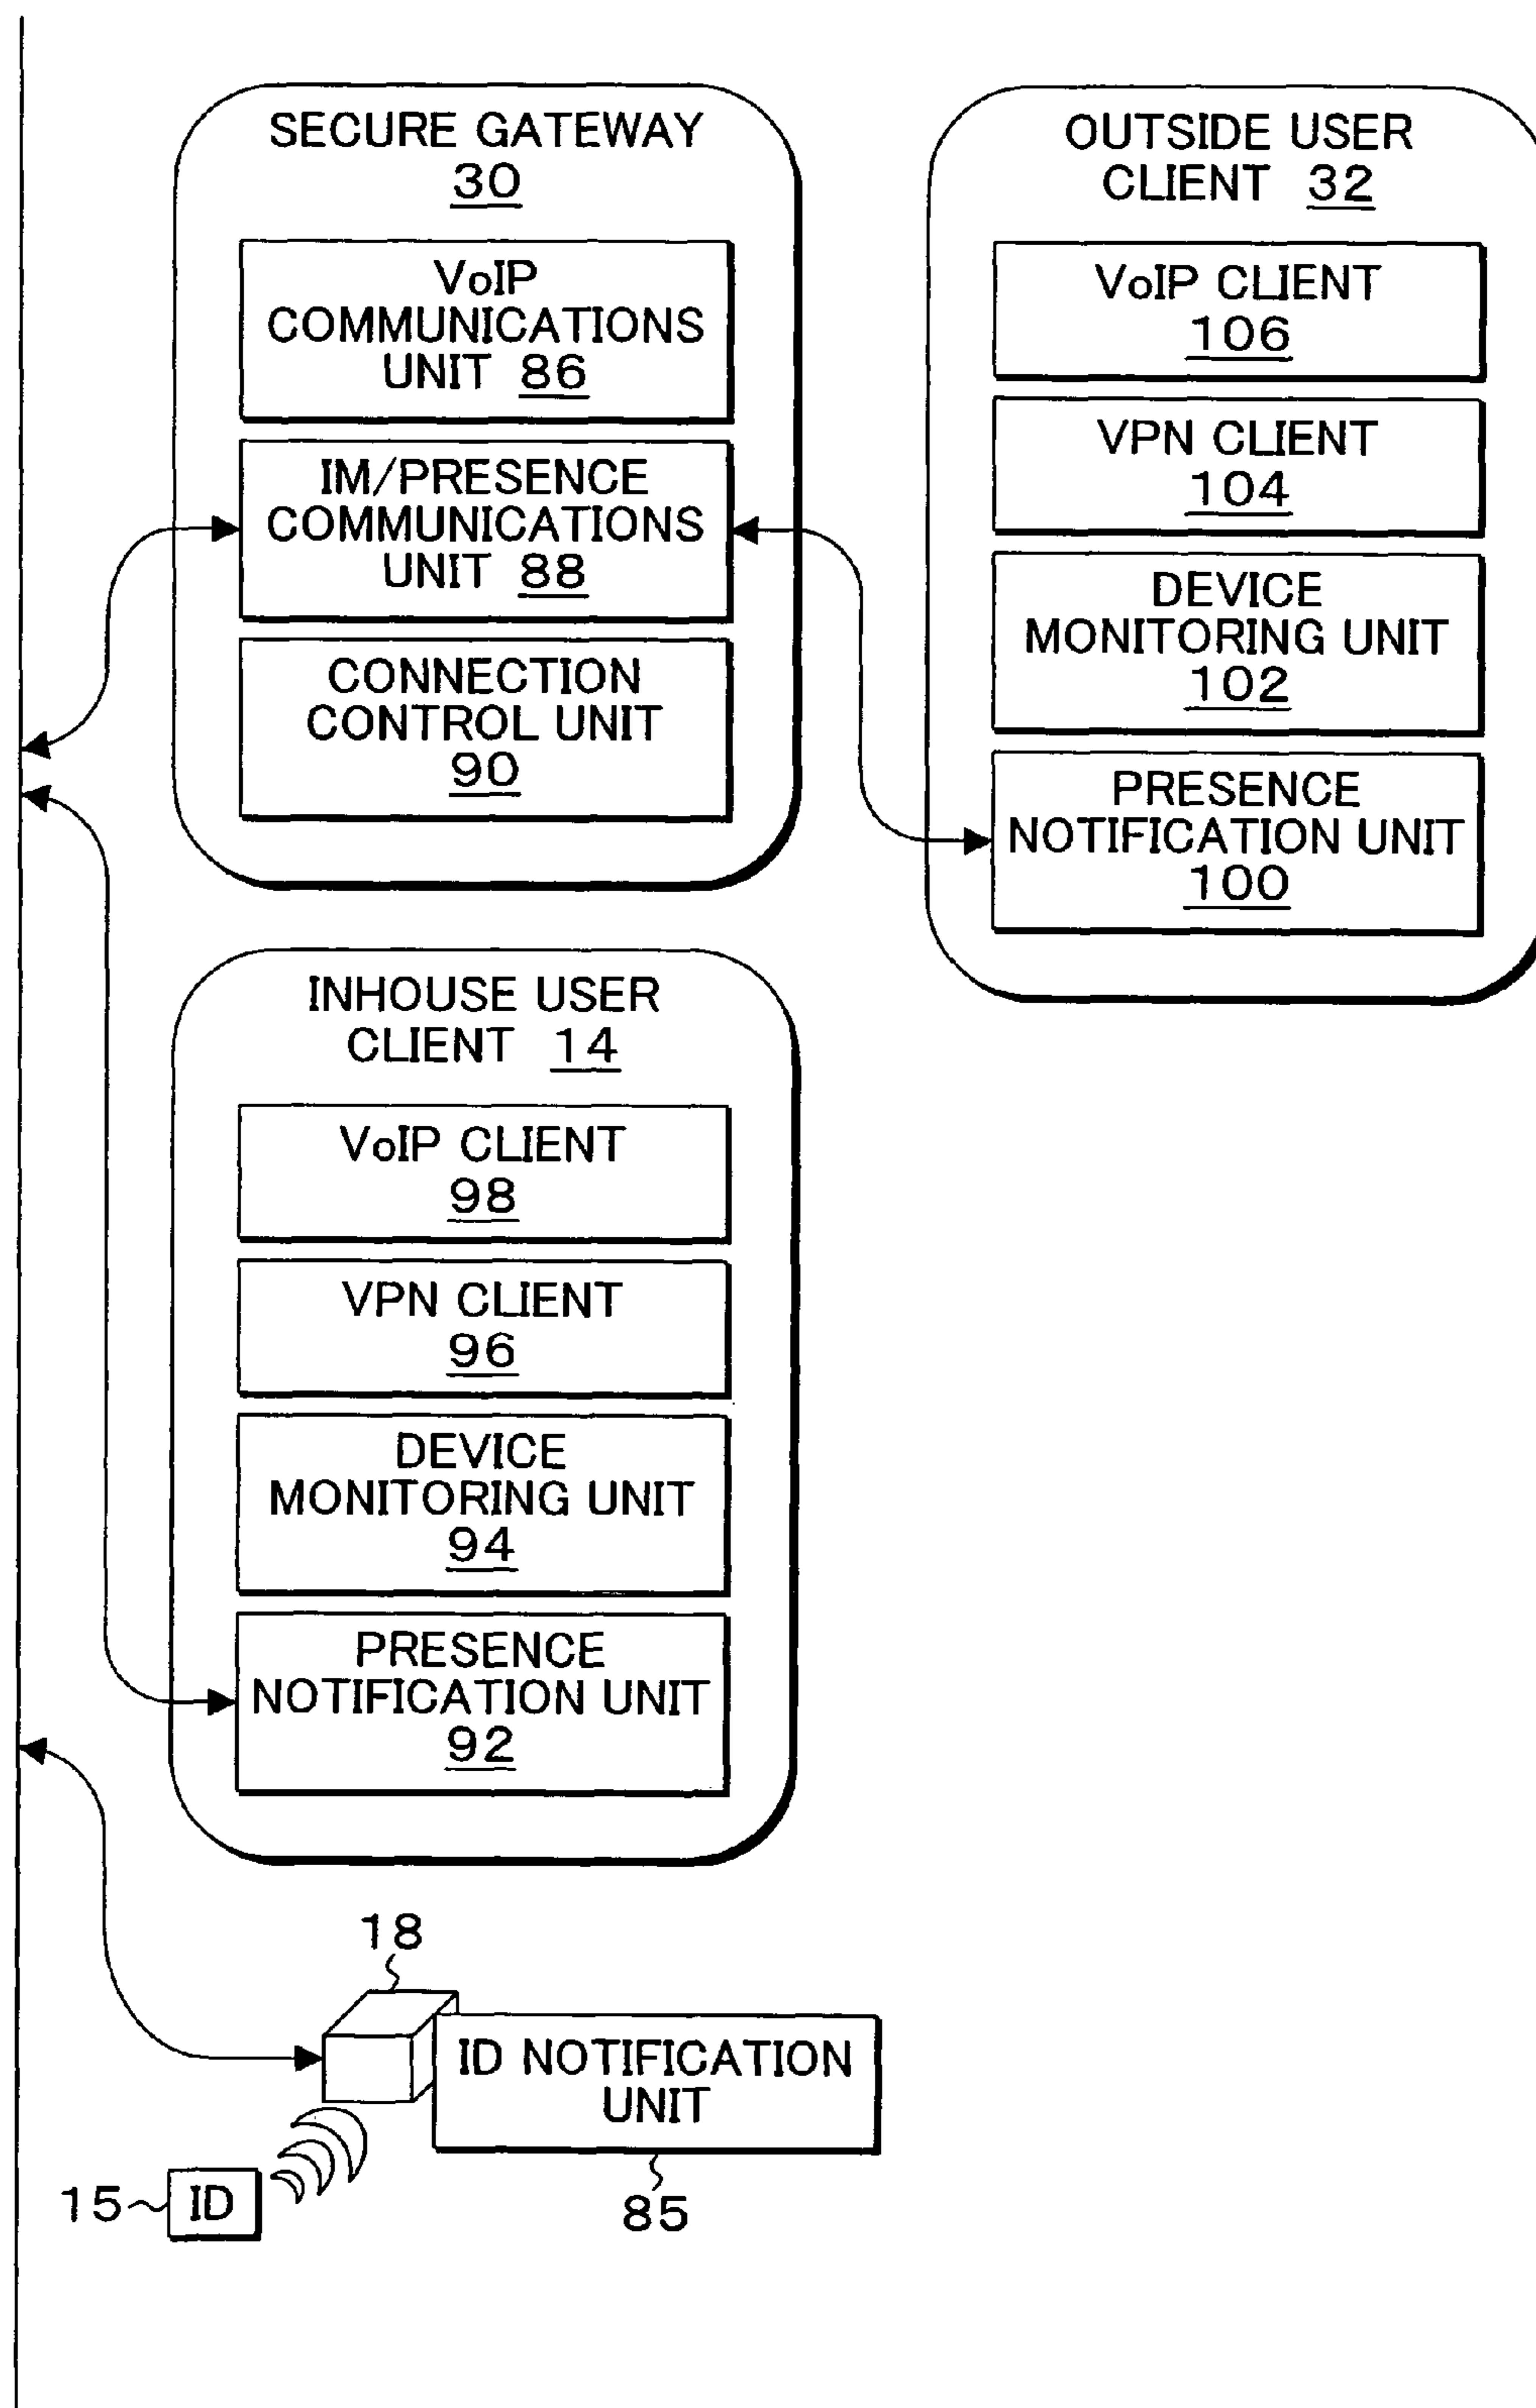 SECURE GATEWAY
30
VoIP
COMMUNICATIONS
UNIT 86
IM/PRESENCE
COMMUNICATIONS
UNIT 88
CONNECTION
CONTROL UNIT
90
OUTSIDE USER
CLIENT 32
VoIP CLIENT
106
VPN CLIENT
104
DEVICE
MONITORING UNIT
102
PRESENCE
NOTIFICATION UNIT
100
INHOUSE USER
CLIENT 14
VoIP CLIENT
98
VPN CLIENT
96
DEVICE
MONITORING UNIT
94
PRESENCE
NOTIFICATION UNIT
92
18
ID NOTIFICATION
UNIT
85
15
ID